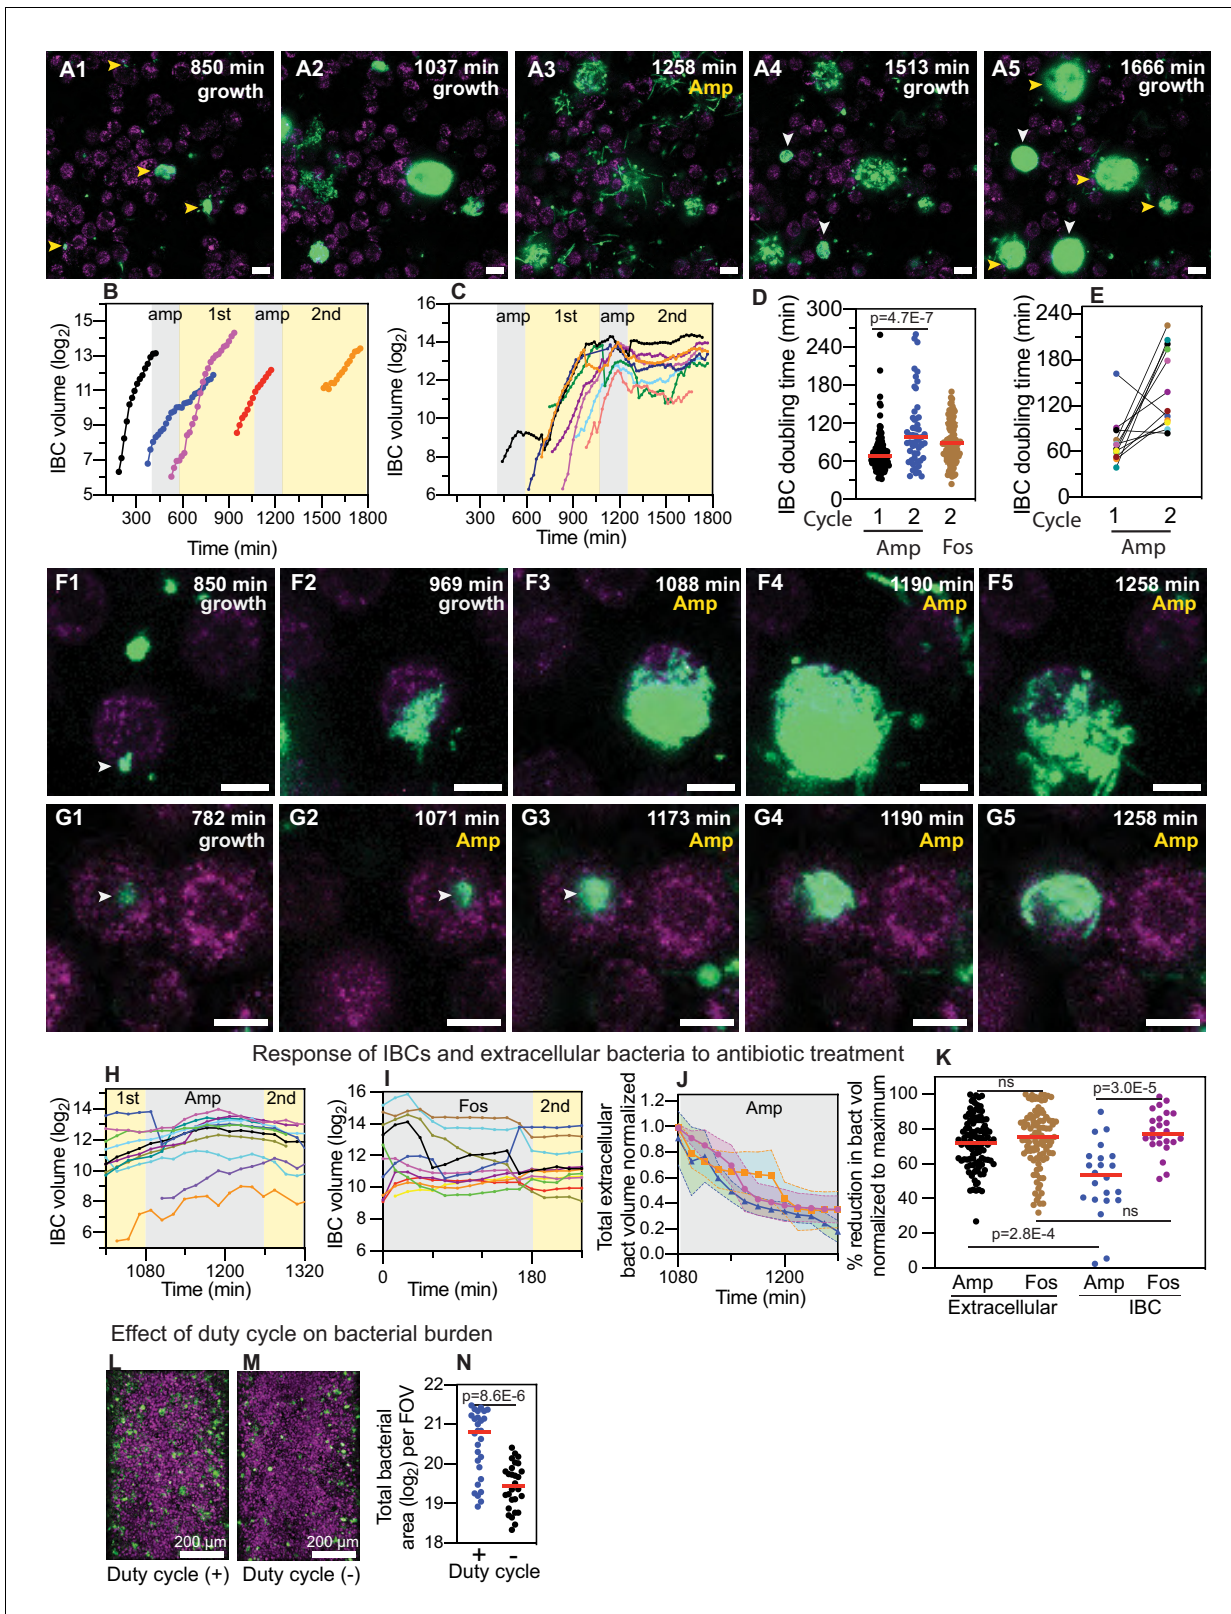 A1 850 min growth
A2 1037 min growth
A3 1258 min Amp
A4 1513 min growth
A5 1666 min growth
B
amp 1st amp 2nd
IBC volume (log2)
15
13
11
9
7
5
300 600 900 1200 1500 1800
Time (min)
C
amp 1st amp 2nd
IBC volume (log2)
16
14
12
10
8
6
300 600 900 1200 1500 1800
Time (min)
D
p=4.7E-7
IBC doubling time (min)
300
240
180
120
60
0
Cycle 1 2 2
Amp Fos
E
IBC doubling time (min)
240
180
120
60
0
Cycle 1 2
Amp
F1 850 min growth
F2 969 min growth
F3 1088 min Amp
F4 1190 min Amp
F5 1258 min Amp
G1 782 min growth
G2 1071 min Amp
G3 1173 min Amp
G4 1190 min Amp
G5 1258 min Amp
Response of IBCs and extracellular bacteria to antibiotic treatment
H
1st Amp 2nd
IBC volume (log2)
14
12
10
8
6
1080 1200 1320
Time (min)
I
Fos 2nd
IBC volume (log2)
16
14
12
10
8
6
0 180
Time (min)
J
Amp
Total extracellular
bact volume normalized
1.2
1.0
0.8
0.6
0.4
0.2
0.0
1080 1200
Time (min)
K
ns p=3.0E-5
% reduction in bact vol
normalized to maximum
100
80
60
40
20
0
ns
p=2.8E-4
Amp Fos Amp Fos
Extracellular IBC
Effect of duty cycle on bacterial burden
L
200 µm
Duty cycle (+)
M
200 µm
Duty cycle (-)
N
p=8.6E-6
Total bacterial
area (log2) per FOV
22
21
20
19
18
+ -
Duty cycle